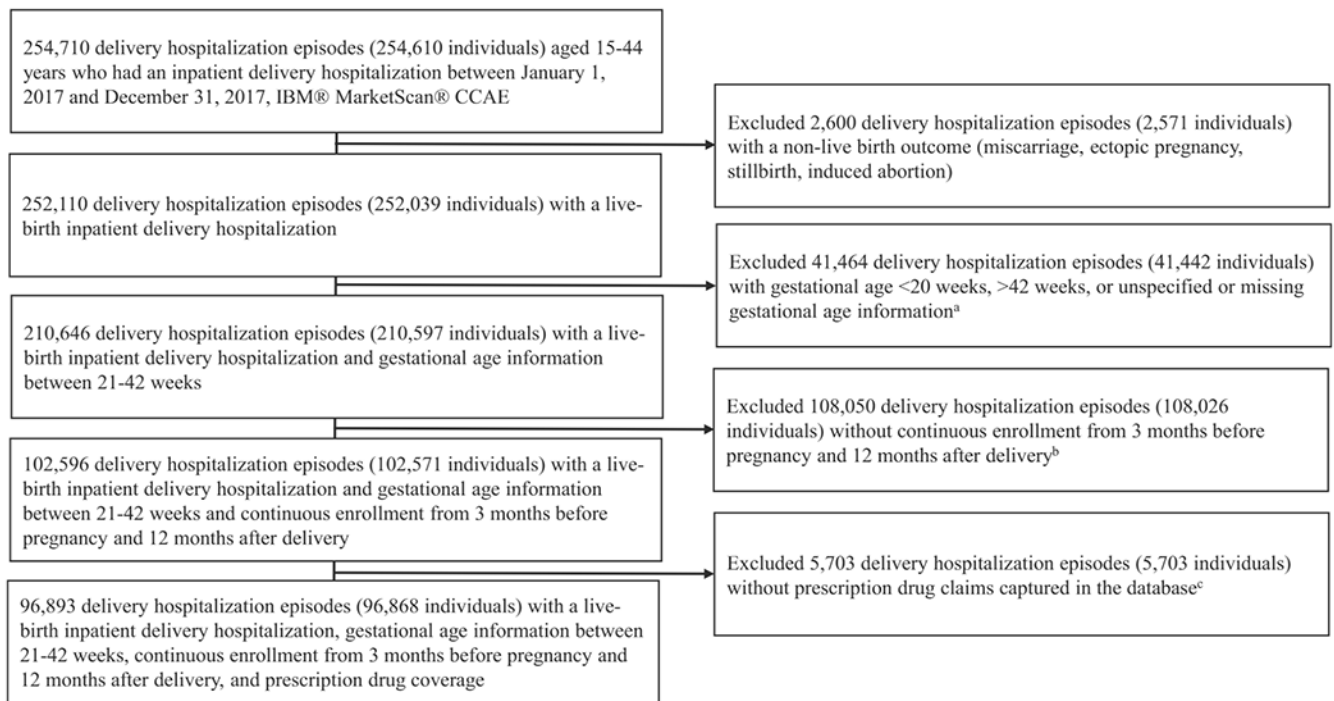 254,710 delivery hospitalization episodes (254,610 individuals) aged 15-44
years who had an inpatient delivery hospitalization between January 1,
2017 and December 31, 2017, IBM® MarketScan® CCAE
Excluded 2,600 delivery hospitalization episodes (2,571 individuals)
with a non-live birth outcome (miscarriage, ectopic pregnancy,
stillbirth, induced abortion)
252,110 delivery hospitalization episodes (252,039 individuals) with a live-
birth inpatient delivery hospitalization
Excluded 41,464 delivery hospitalization episodes (41,442 individuals)
with gestational age <20 weeks, >42 weeks, or unspecified or missing
gestational age informationᵃ
210,646 delivery hospitalization episodes (210,597 individuals) with a live-
birth inpatient delivery hospitalization and gestational age information
between 21-42 weeks
Excluded 108,050 delivery hospitalization episodes (108,026
individuals) without continuous enrollment from 3 months before
pregnancy and 12 months after deliveryᵇ
102,596 delivery hospitalization episodes (102,571 individuals) with a live-
birth inpatient delivery hospitalization and gestational age information
between 21-42 weeks and continuous enrollment from 3 months before
pregnancy and 12 months after delivery
Excluded 5,703 delivery hospitalization episodes (5,703 individuals)
without prescription drug claims captured in the databaseᶜ
96,893 delivery hospitalization episodes (96,868 individuals) with a live-
birth inpatient delivery hospitalization, gestational age information between
21-42 weeks, continuous enrollment from 3 months before pregnancy and
12 months after delivery, and prescription drug coverage